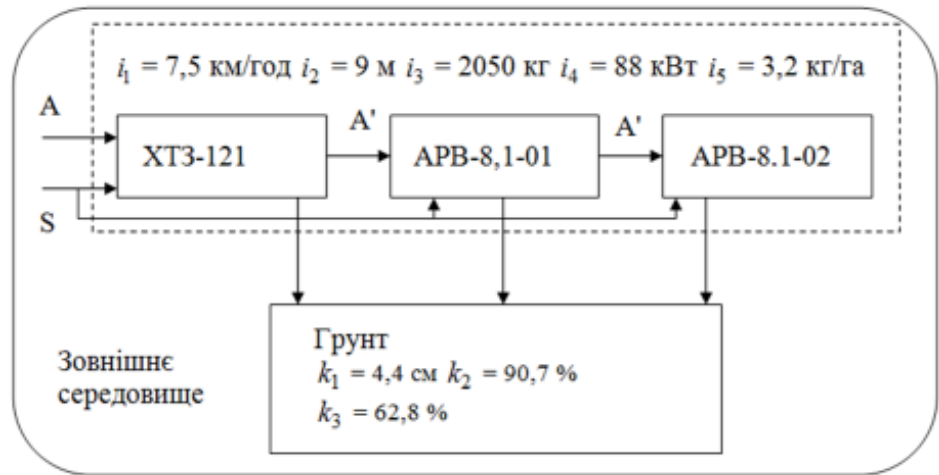 i₁ = 7,5 км/год i₂ = 9 м i₃ = 2050 кг i₄ = 88 кВт i₅ = 3,2 кг/га
A
A'
A'
ХТЗ-121
АРВ-8,1-01
АРВ-8.1-02
S
Грунт
k₁ = 4,4 см k₂ = 90,7 %
k₃ = 62,8 %
Зовнішнє
середовище